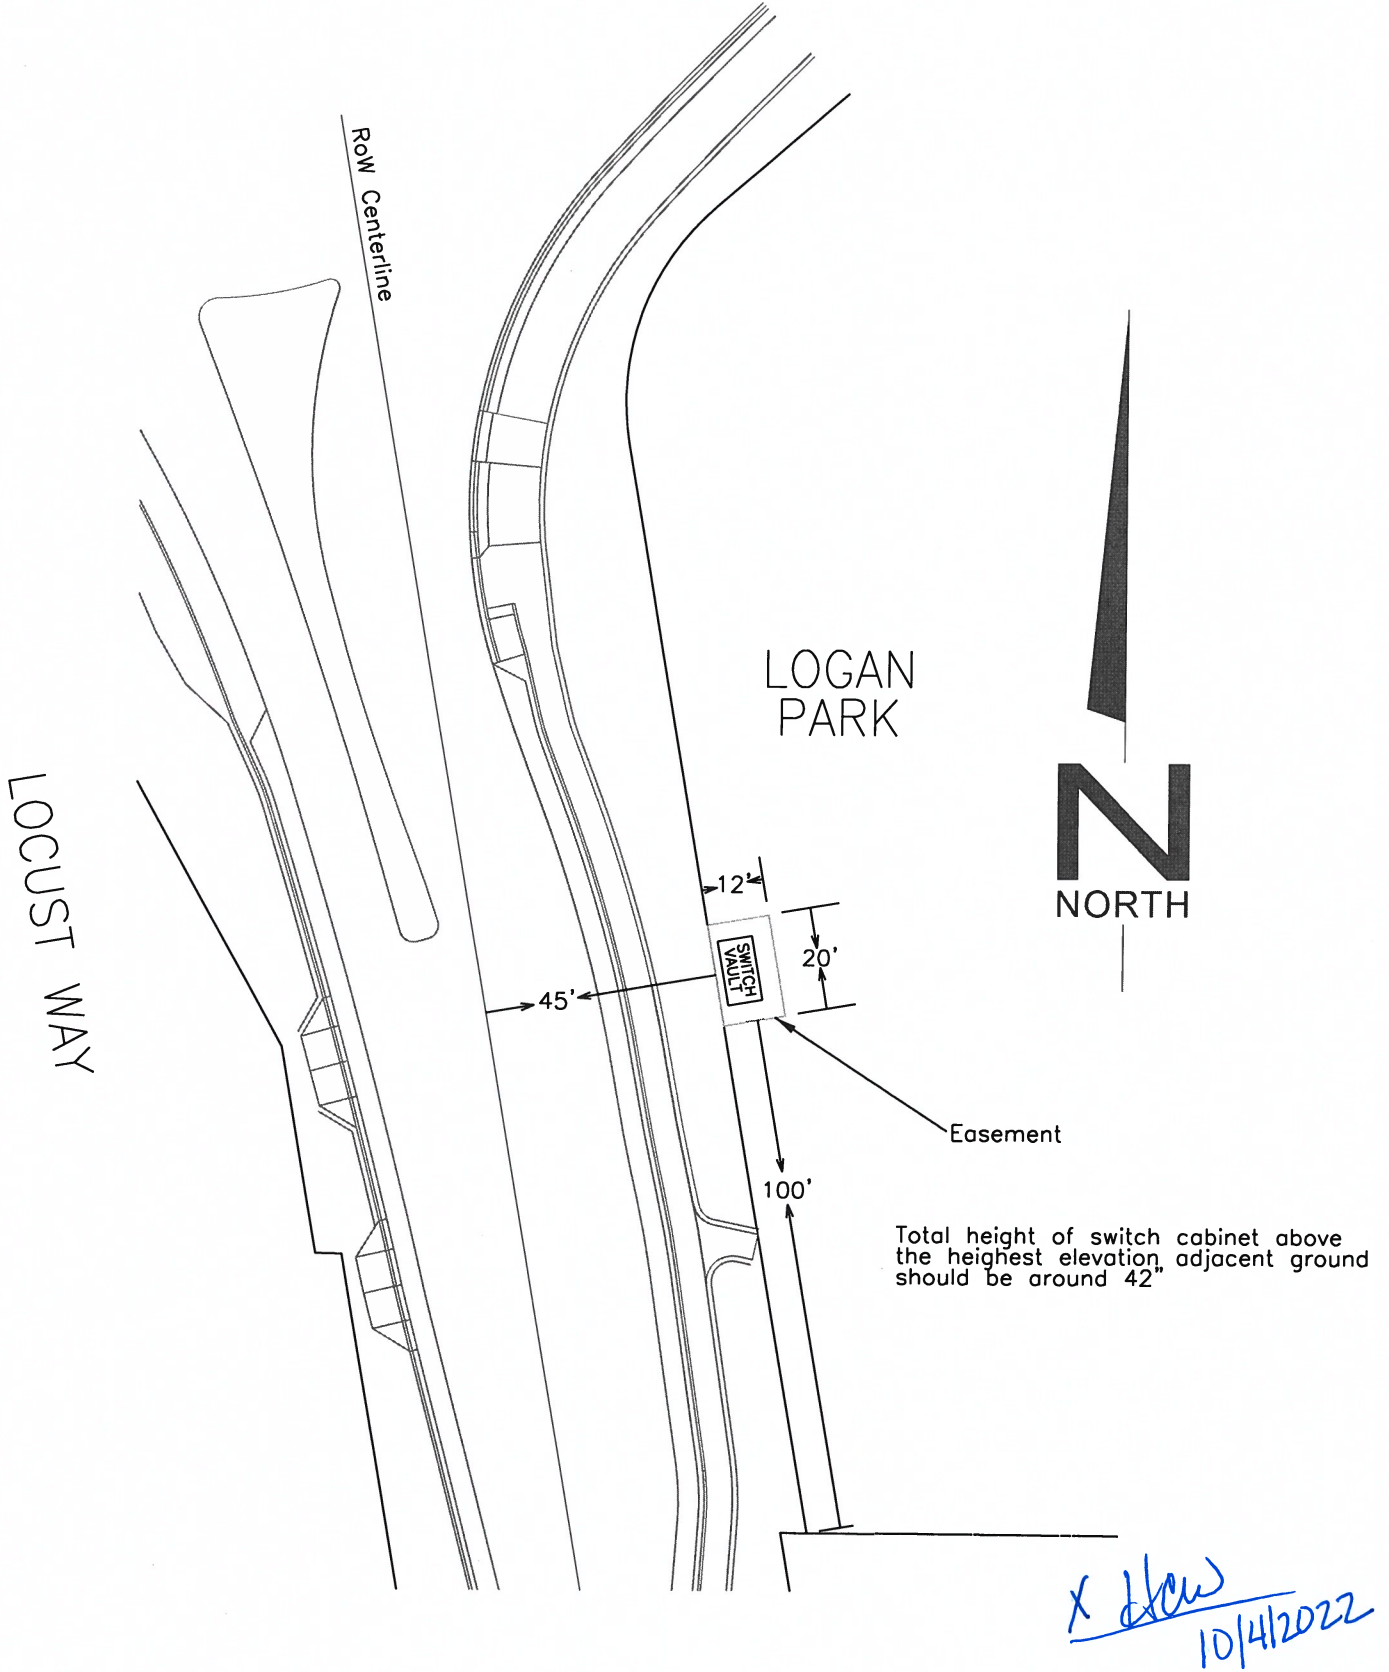 RoW Centerline
LOGAN
PARK
N
NORTH
LOCUST WAY
12'
SWITCH
VAULT
20'
45'
Easement
100'
Total height of switch cabinet above
the heighest elevation adjacent ground
should be around 42"
X
10/4/2022